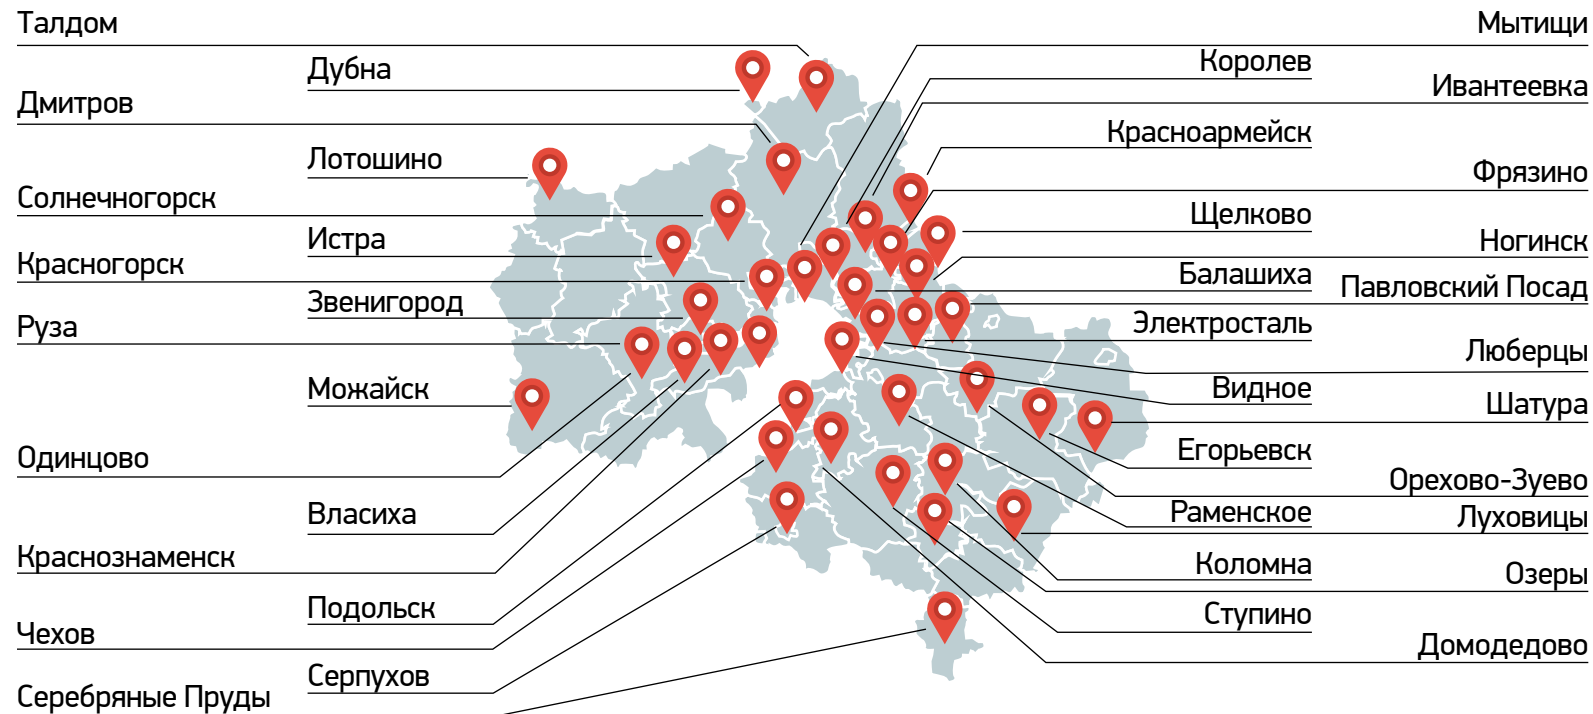 Талдом
Дубна
Дмитров
Лотошино
Солнечногорск
Истра
Красногорск
Звенигород
Руза
Можайск
Одинцово
Власиха
Краснознаменск
Подольск
Чехов
Серпухов
Серебряные Пруды
Мытищи
Королев
Ивантеевка
Красноармейск
Фрязино
Щелково
Ногинск
Балашиха
Павловский Посад
Электросталь
Люберцы
Видное
Шатура
Егорьевск
Орехово-Зуево
Раменское
Луховицы
Коломна
Озеры
Ступино
Домодедово